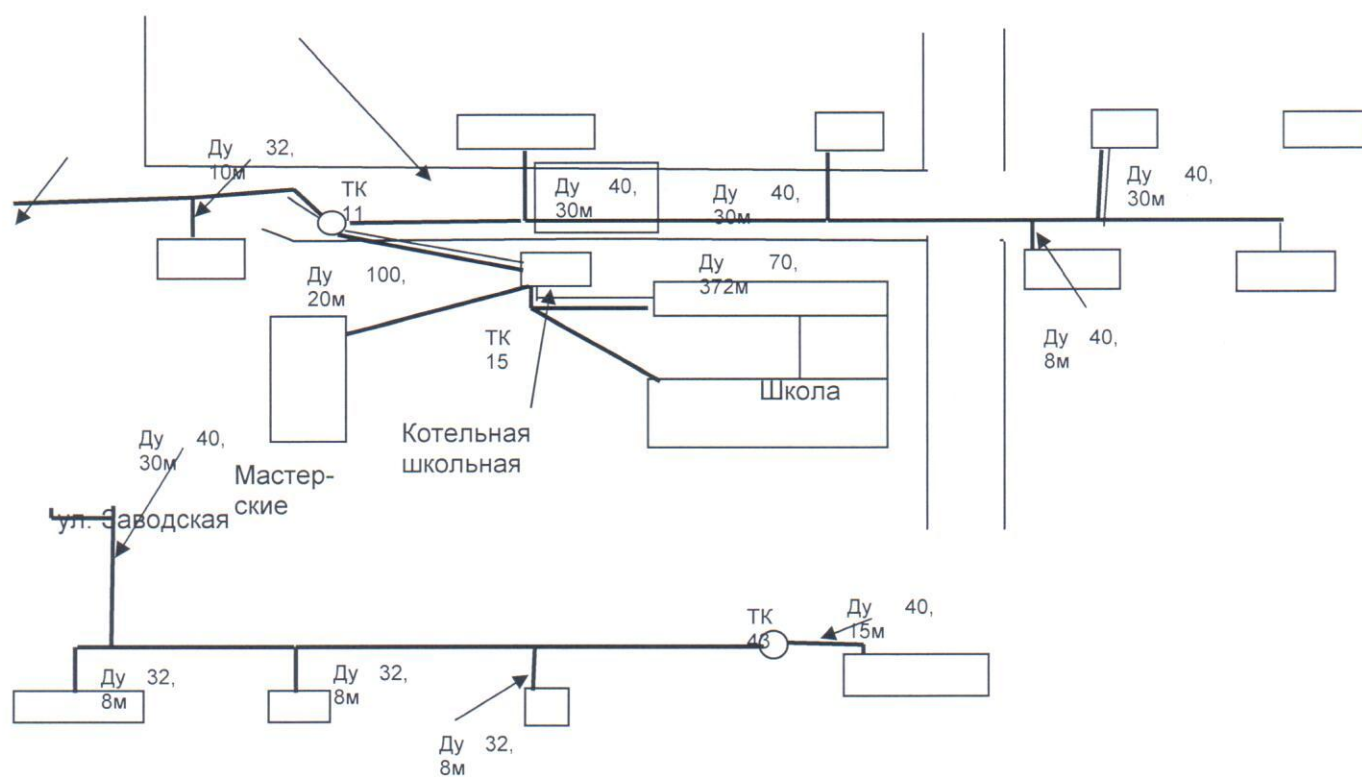 Ду 32,
10м
ТК
11
Ду 40,
30м
Ду 40,
30м
Ду 40,
30м
Ду 100,
20м
Ду 70,
372м
ТК
15
Ду 40,
8м
Школа
Котельная
школьная
Ду 40,
30м
Мастер-
ские
ул. Заводская
ТК
43
Ду 40,
15м
Ду 32,
8м
Ду 32,
8м
Ду 32,
8м